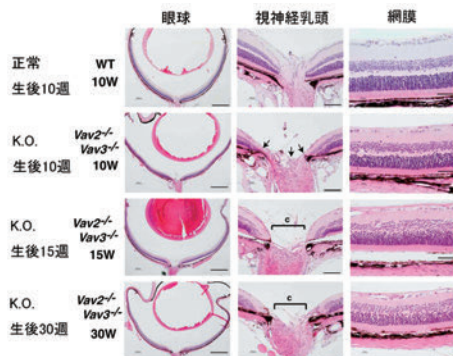 眼球 視神経乳頭 網膜
正常 WT
生後10週 10W
K.O. Vav2-/-
Vav3-/-
生後10週 10W
K.O. Vav2-/-
Vav3-/-
生後15週 15W
c
K.O. Vav2-/-
Vav3-/-
生後30週 30W
c